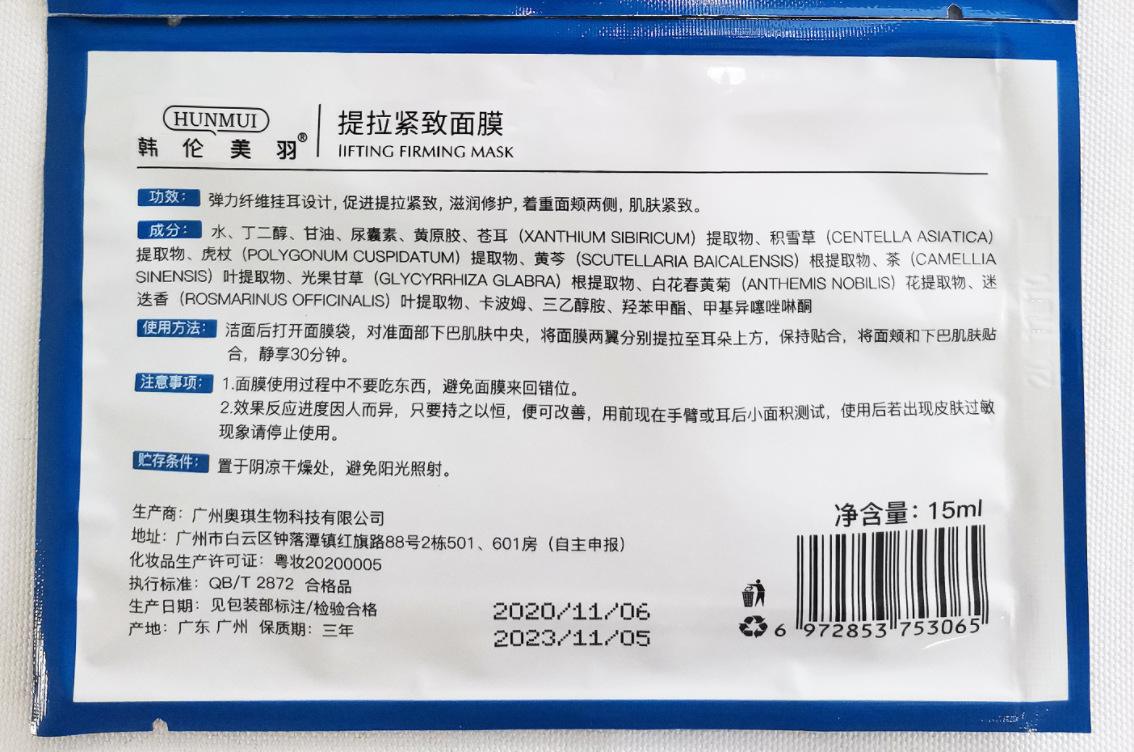 HUNMUI
韩伦美羽®
提拉紧致面膜
lIFTING FIRMING MASK
功效： 弹力纤维挂耳设计, 促进提拉紧致, 滋润修护, 着重面颊两侧, 肌肤紧致。
成分： 水、丁二醇、甘油、尿囊素、黄原胶、苍耳（XANTHIUM SIBIRICUM）提取物、积雪草（CENTELLA ASIATICA）
提取物、虎杖（POLYGONUM CUSPIDATUM）提取物、黄芩（SCUTELLARIA BAICALENSIS）根提取物、茶（CAMELLIA
SINENSIS）叶提取物、光果甘草（GLYCYRRHIZA GLABRA）根提取物、白花春黄菊（ANTHEMIS NOBILIS）花提取物、迷
迭香（ROSMARINUS OFFICINALIS）叶提取物、卡波姆、三乙醇胺、羟苯甲酯、甲基异噻唑啉酮
使用方法： 洁面后打开面膜袋，对准面部下巴肌肤中央，将面膜两翼分别提拉至耳朵上方，保持贴合，将面颊和下巴肌肤贴
合，静享30分钟。
注意事项： 1.面膜使用过程中不要吃东西，避免面膜来回错位。
2.效果反应进度因人而异，只要持之以恒，便可改善，用前现在手臂或耳后小面积测试，使用后若出现皮肤过敏
现象请停止使用。
贮存条件： 置于阴凉干燥处，避免阳光照射。
生产商：广州奥琪生物科技有限公司
地址：广州市白云区钟落潭镇红旗路88号2栋501、601房（自主申报）
化妆品生产许可证：粤妆20200005
执行标准：QB/T 2872 合格品
生产日期：见包装部标注/检验合格
产地：广东 广州 保质期：三年
2020/11/06
2023/11/05
净含量：15ml
6 972853 753065